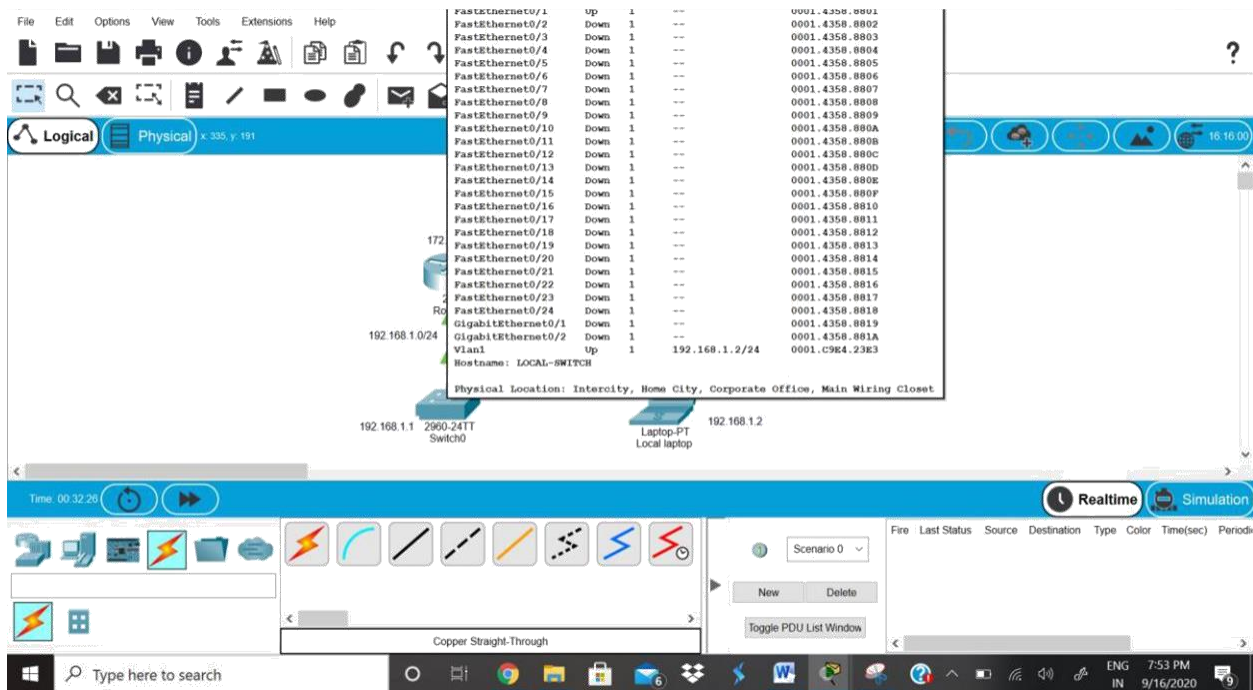 File Edit Options View Tools Extensions Help
?
Logical
Physical x: 335, y: 191
16:16:00
FastEthernet0/1 Up 1 -- 0001.4358.8801
FastEthernet0/2 Down 1 -- 0001.4358.8802
FastEthernet0/3 Down 1 -- 0001.4358.8803
FastEthernet0/4 Down 1 -- 0001.4358.8804
FastEthernet0/5 Down 1 -- 0001.4358.8805
FastEthernet0/6 Down 1 -- 0001.4358.8806
FastEthernet0/7 Down 1 -- 0001.4358.8807
FastEthernet0/8 Down 1 -- 0001.4358.8808
FastEthernet0/9 Down 1 -- 0001.4358.8809
FastEthernet0/10 Down 1 -- 0001.4358.880A
FastEthernet0/11 Down 1 -- 0001.4358.880B
FastEthernet0/12 Down 1 -- 0001.4358.880C
FastEthernet0/13 Down 1 -- 0001.4358.880D
FastEthernet0/14 Down 1 -- 0001.4358.880E
FastEthernet0/15 Down 1 -- 0001.4358.880F
FastEthernet0/16 Down 1 -- 0001.4358.8810
FastEthernet0/17 Down 1 -- 0001.4358.8811
FastEthernet0/18 Down 1 -- 0001.4358.8812
FastEthernet0/19 Down 1 -- 0001.4358.8813
FastEthernet0/20 Down 1 -- 0001.4358.8814
FastEthernet0/21 Down 1 -- 0001.4358.8815
FastEthernet0/22 Down 1 -- 0001.4358.8816
FastEthernet0/23 Down 1 -- 0001.4358.8817
FastEthernet0/24 Down 1 -- 0001.4358.8818
GigabitEthernet0/1 Down 1 -- 0001.4358.8819
GigabitEthernet0/2 Down 1 -- 0001.4358.881A
Vlan1 Up 1 192.168.1.2/24 0001.C9E4.23E3
Hostname: LOCAL-SWITCH
Physical Location: Intercity, Home City, Corporate Office, Main Wiring Closet
172.
2
Ro
192.168.1.0/24
192.168.1.1 2960-24TT
Switch0
Laptop-PT
Local laptop
192.168.1.2
Time: 00:32:26
Realtime
Simulation
Scenario 0
New
Delete
Toggle PDU List Window
Fire Last Status Source Destination Type Color Time(sec) Periodi
Copper Straight-Through
Type here to search
6
W
ENG
IN
7:53 PM
9/16/2020
9